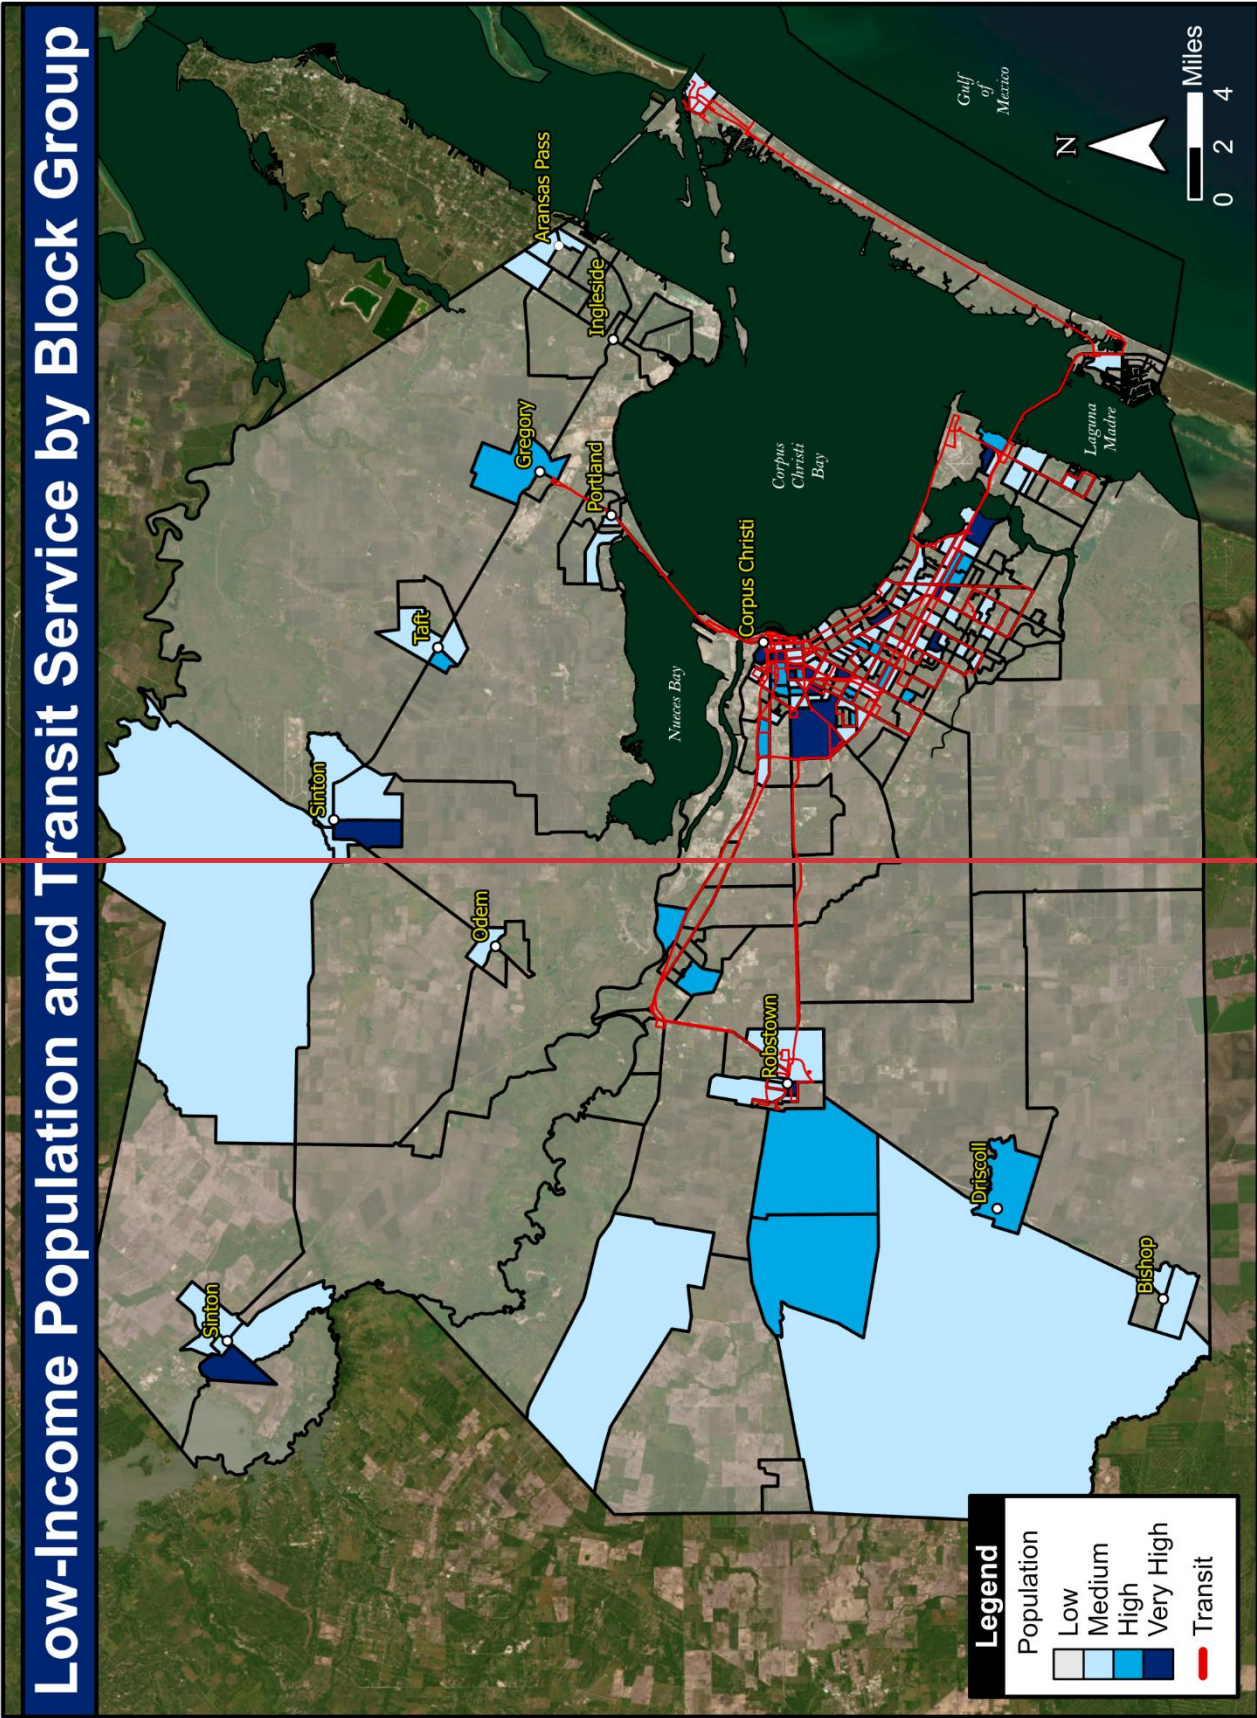 Low-Income Population and Transit Service by Block Group
Sinton
Sinton
Odem
Taft
Gregory
Portland
Aransas Pass
Ingleside
Nueces Bay
Corpus
Christi
Bay
Corpus Christi
Robstown
Driscoll
Bishop
Laguna
Madre
Gulf
of
Mexico
N
0 2 4 Miles
Legend
Population
Low
Medium
High
Very High
Transit